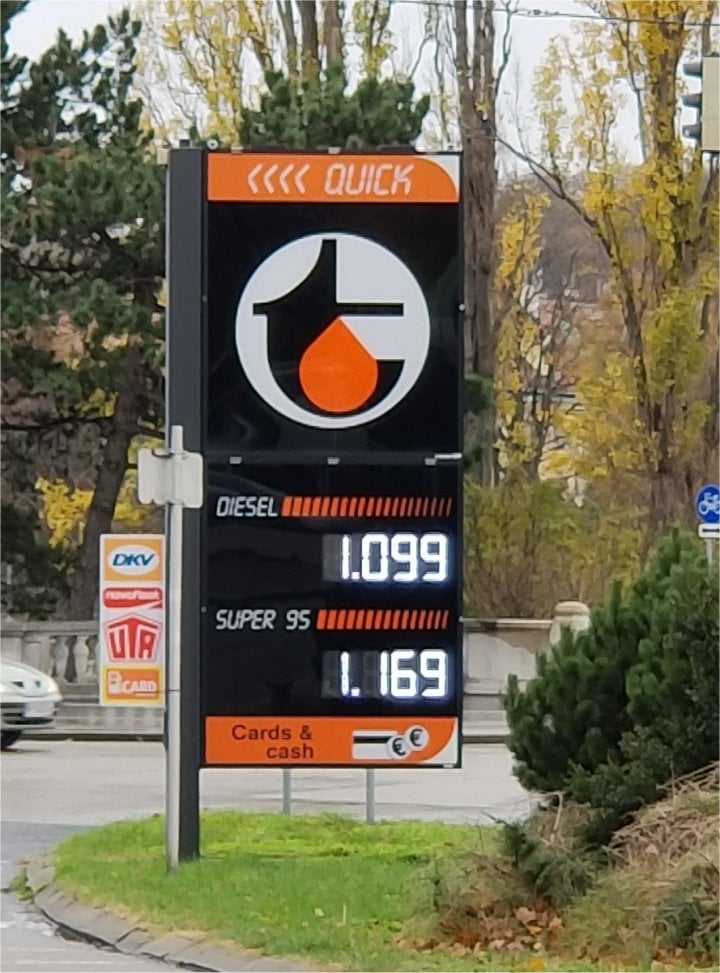 <<<< QUICK
DIESEL
1.099
SUPER 95
1.169
Cards &
cash
€ €
DKV
novofleet
UTA
CARD